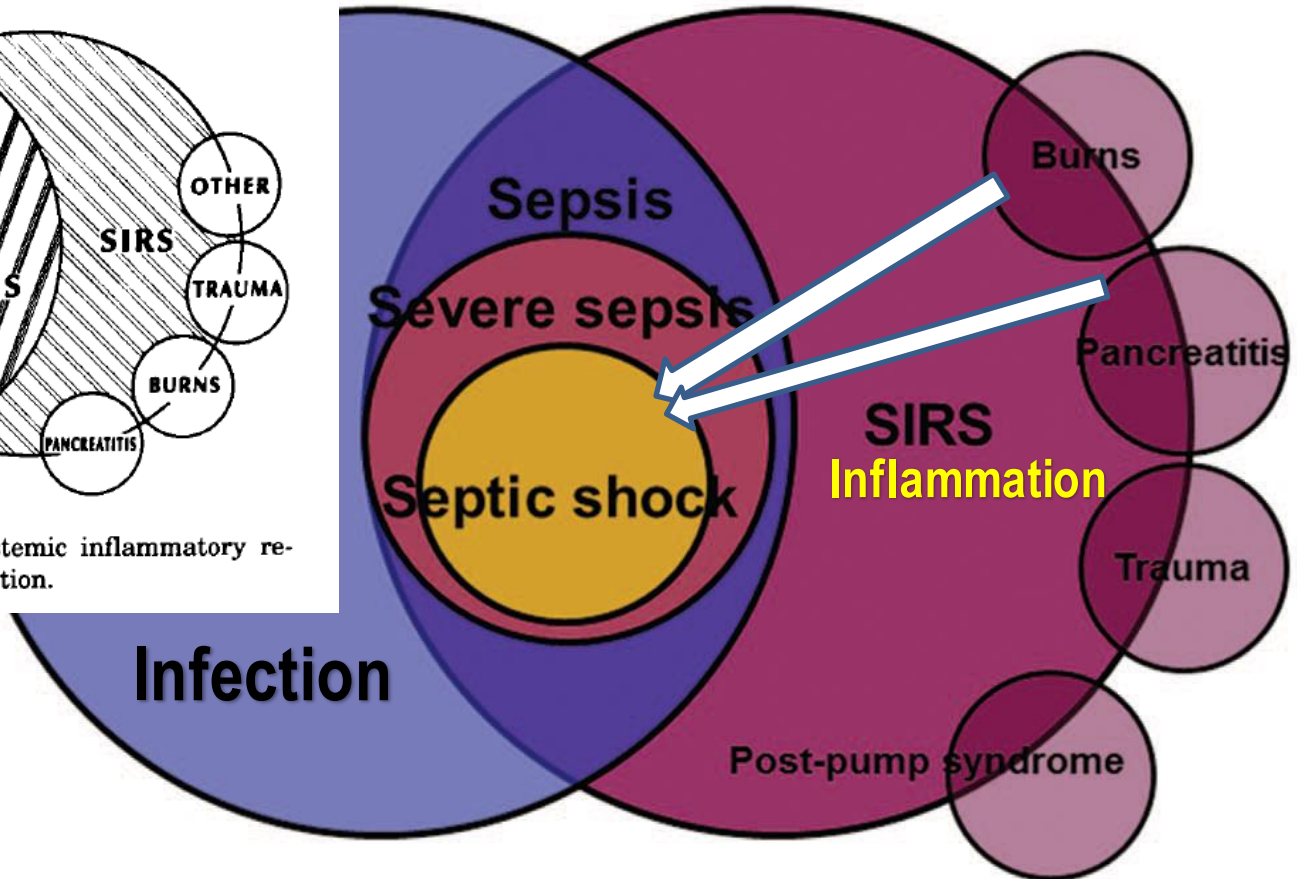 OTHER
SIRS
TRAUMA
S
BURNS
PANCREATITIS
temic inflammatory re-
tion.
Burns
Sepsis
Severe sepsis
Pancreatitis
SIRS
Inflammation
Septic shock
Trauma
Infection
Post-pump syndrome